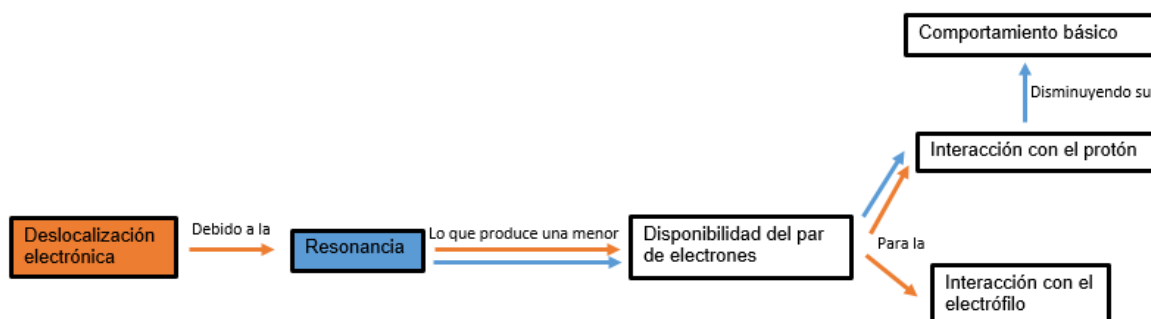 Comportamiento básico
Disminuyendo su
Interacción con el protón
Deslocalización
electrónica
Debido a la
Resonancia
Lo que produce una menor
Disponibilidad del par
de electrones
Para la
Interacción con el
electrófilo